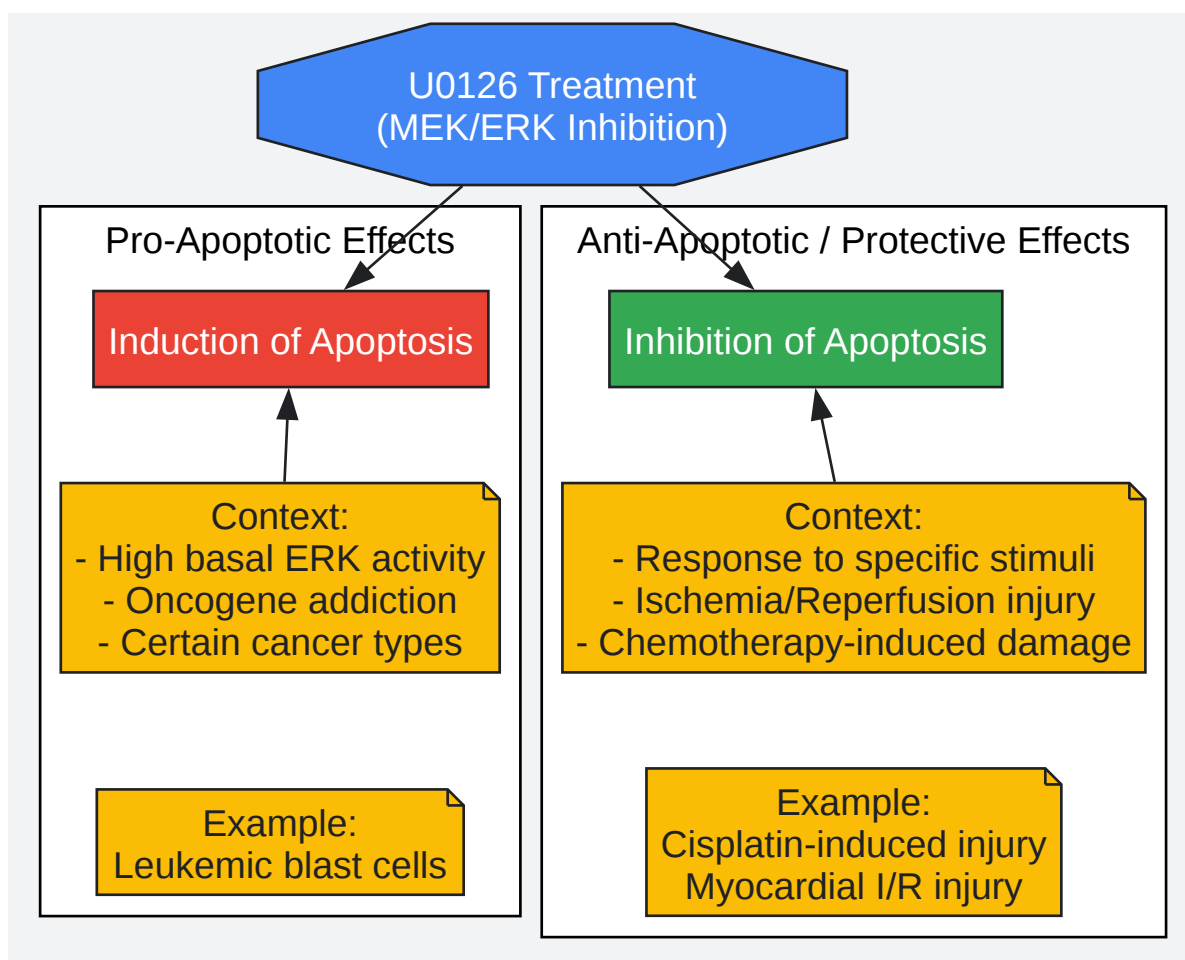 U0126 Treatment
(MEK/ERK Inhibition)
Pro-Apoptotic Effects
Induction of Apoptosis
Context:
- High basal ERK activity
- Oncogene addiction
- Certain cancer types
Example:
Leukemic blast cells
Anti-Apoptotic / Protective Effects
Inhibition of Apoptosis
Context:
- Response to specific stimuli
- Ischemia/Reperfusion injury
- Chemotherapy-induced damage
Example:
Cisplatin-induced injury
Myocardial I/R injury